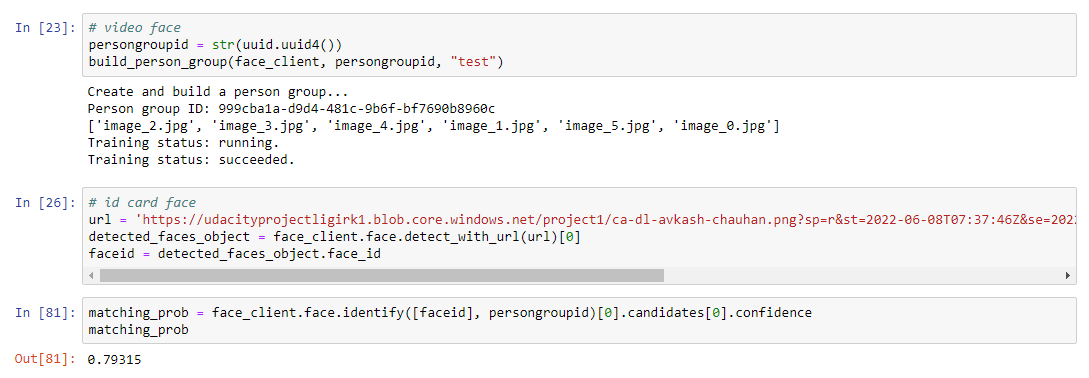 In [23]: # video face
persongroupid = str(uuid.uuid4())
build_person_group(face_client, persongroupid, "test")
Create and build a person group...
Person group ID: 999cba1a-d9d4-481c-9b6f-bf7690b8960c
['image_2.jpg', 'image_3.jpg', 'image_4.jpg', 'image_1.jpg', 'image_5.jpg', 'image_0.jpg']
Training status: running.
Training status: succeeded.
In [26]: # id card face
url = 'https://udacityprojectligirk1.blob.core.windows.net/project1/ca-dl-avkash-chauhan.png?sp=r&st=2022-06-08T07:37:46Z&se=202
detected_faces_object = face_client.face.detect_with_url(url)[0]
faceid = detected_faces_object.face_id
In [81]: matching_prob = face_client.face.identify([faceid], persongroupid)[0].candidates[0].confidence
matching_prob
Out[81]: 0.79315